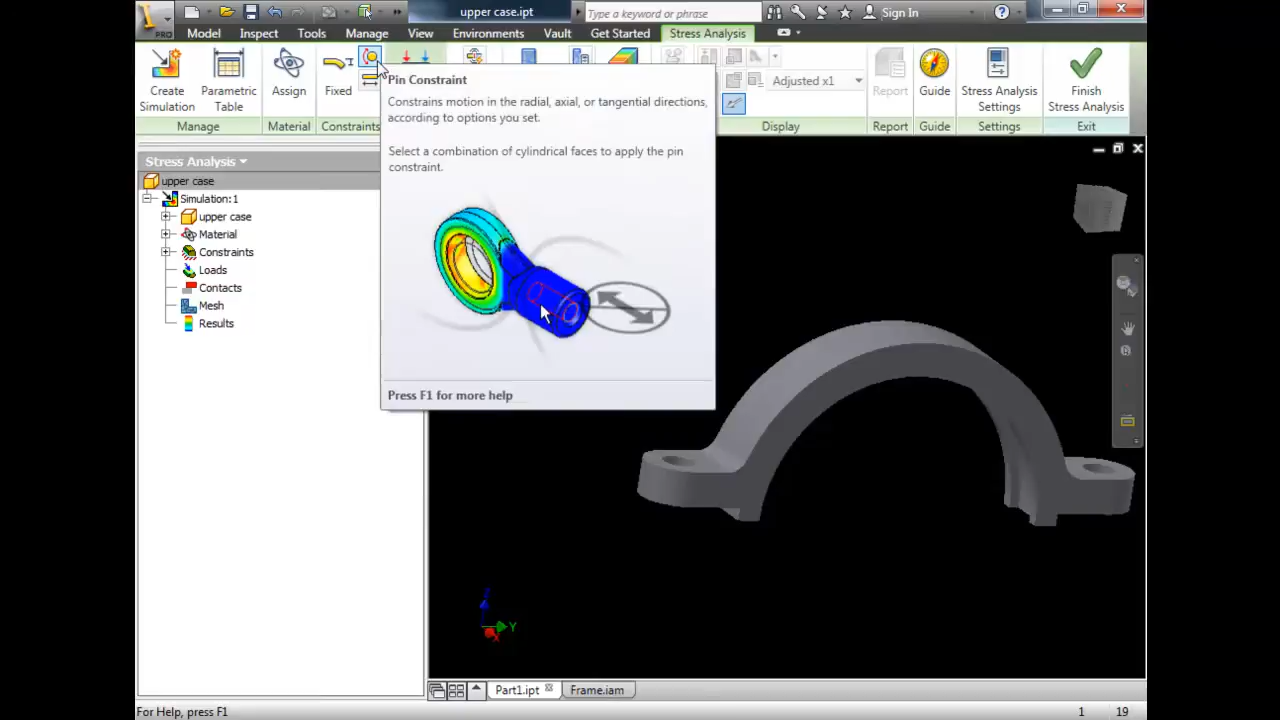 upper case.ipt
Type a keyword or phrase
Sign In
PRO
Model
Inspect
Tools
Manage
View
Environments
Vault
Get Started
Stress Analysis
Create Simulation
Parametric Table
Assign
Fixed
Adjusted x1
Report
Guide
Stress Analysis Settings
Finish Stress Analysis
Manage
Material
Constraints
Display
Report
Guide
Settings
Exit
Pin Constraint
Constrains motion in the radial, axial, or tangential directions,
according to options you set.
Select a combination of cylindrical faces to apply the pin
constraint.
Press F1 for more help
Stress Analysis
upper case
Simulation:1
upper case
Material
Constraints
Loads
Contacts
Mesh
Results
Z
Y
X
Part1.ipt
Frame.iam
For Help, press F1
1
19